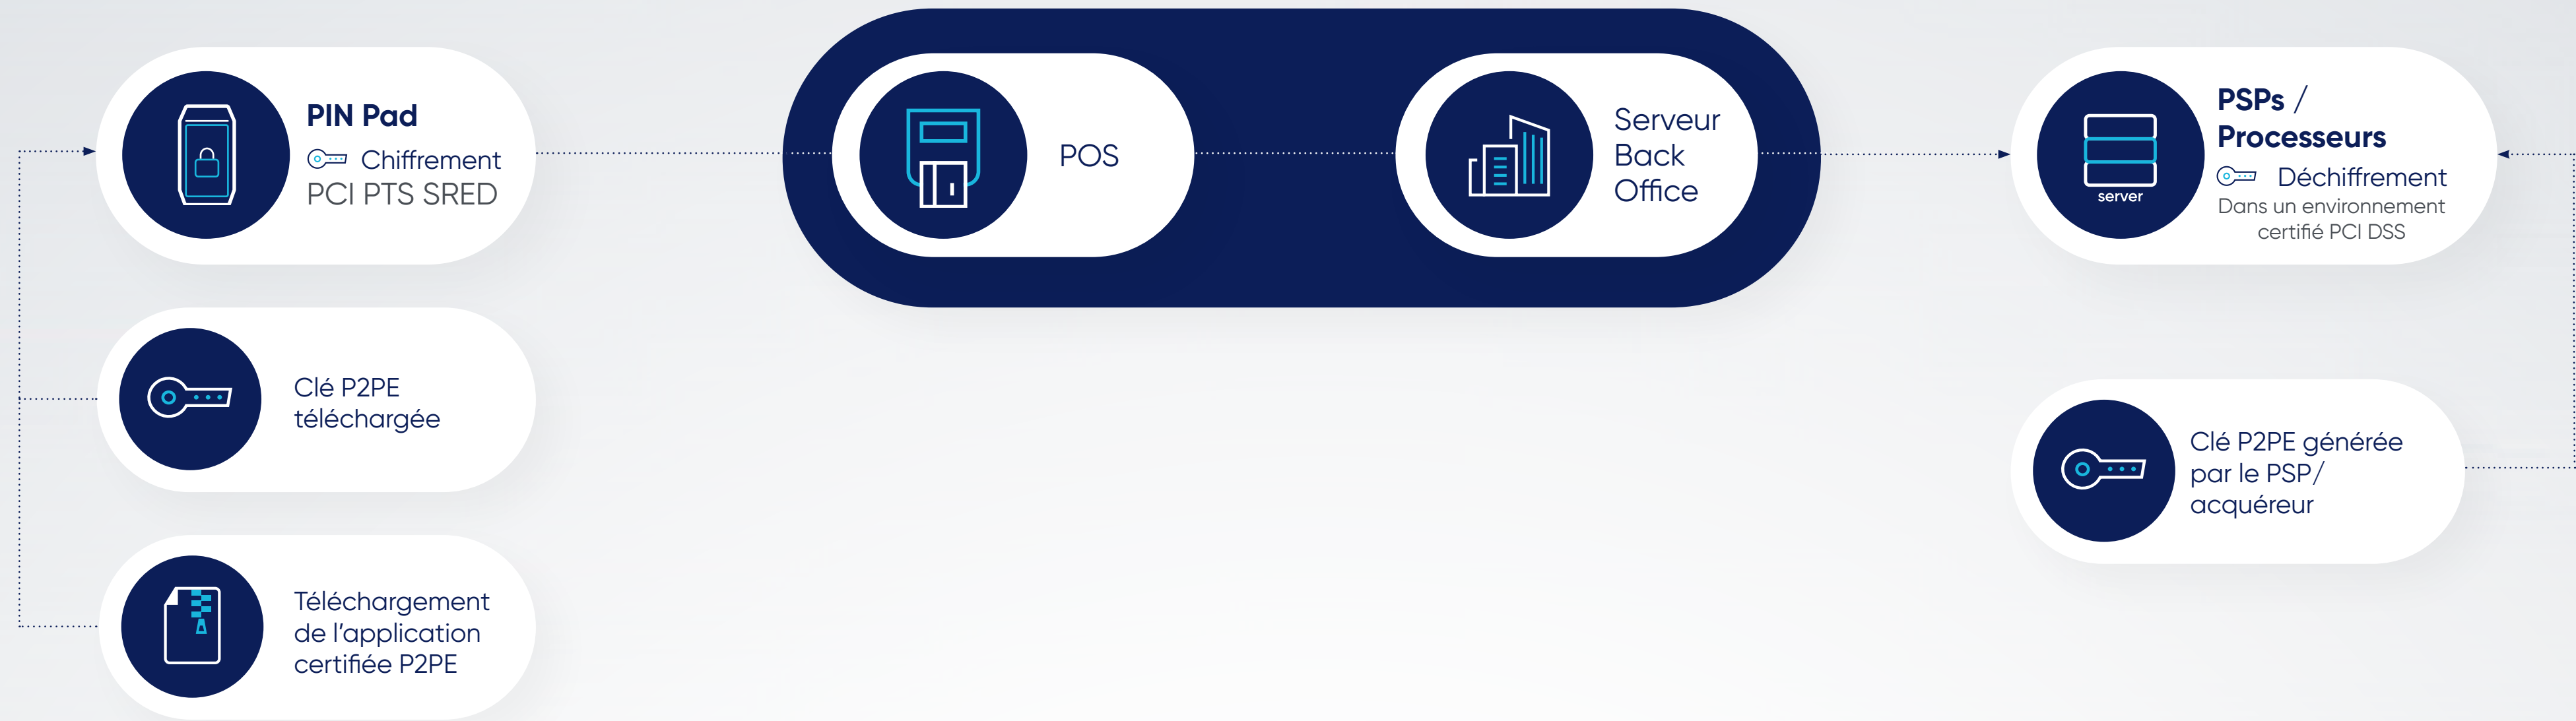 PIN Pad
Chiffrement
PCI PTS SRED
POS
Serveur
Back
Office
PSPs /
Processeurs
Déchiffrement
Dans un environnement
certifié PCI DSS
server
Clé P2PE
téléchargée
Clé P2PE générée
par le PSP/
acquéreur
Téléchargement
de l’application
certifiée P2PE